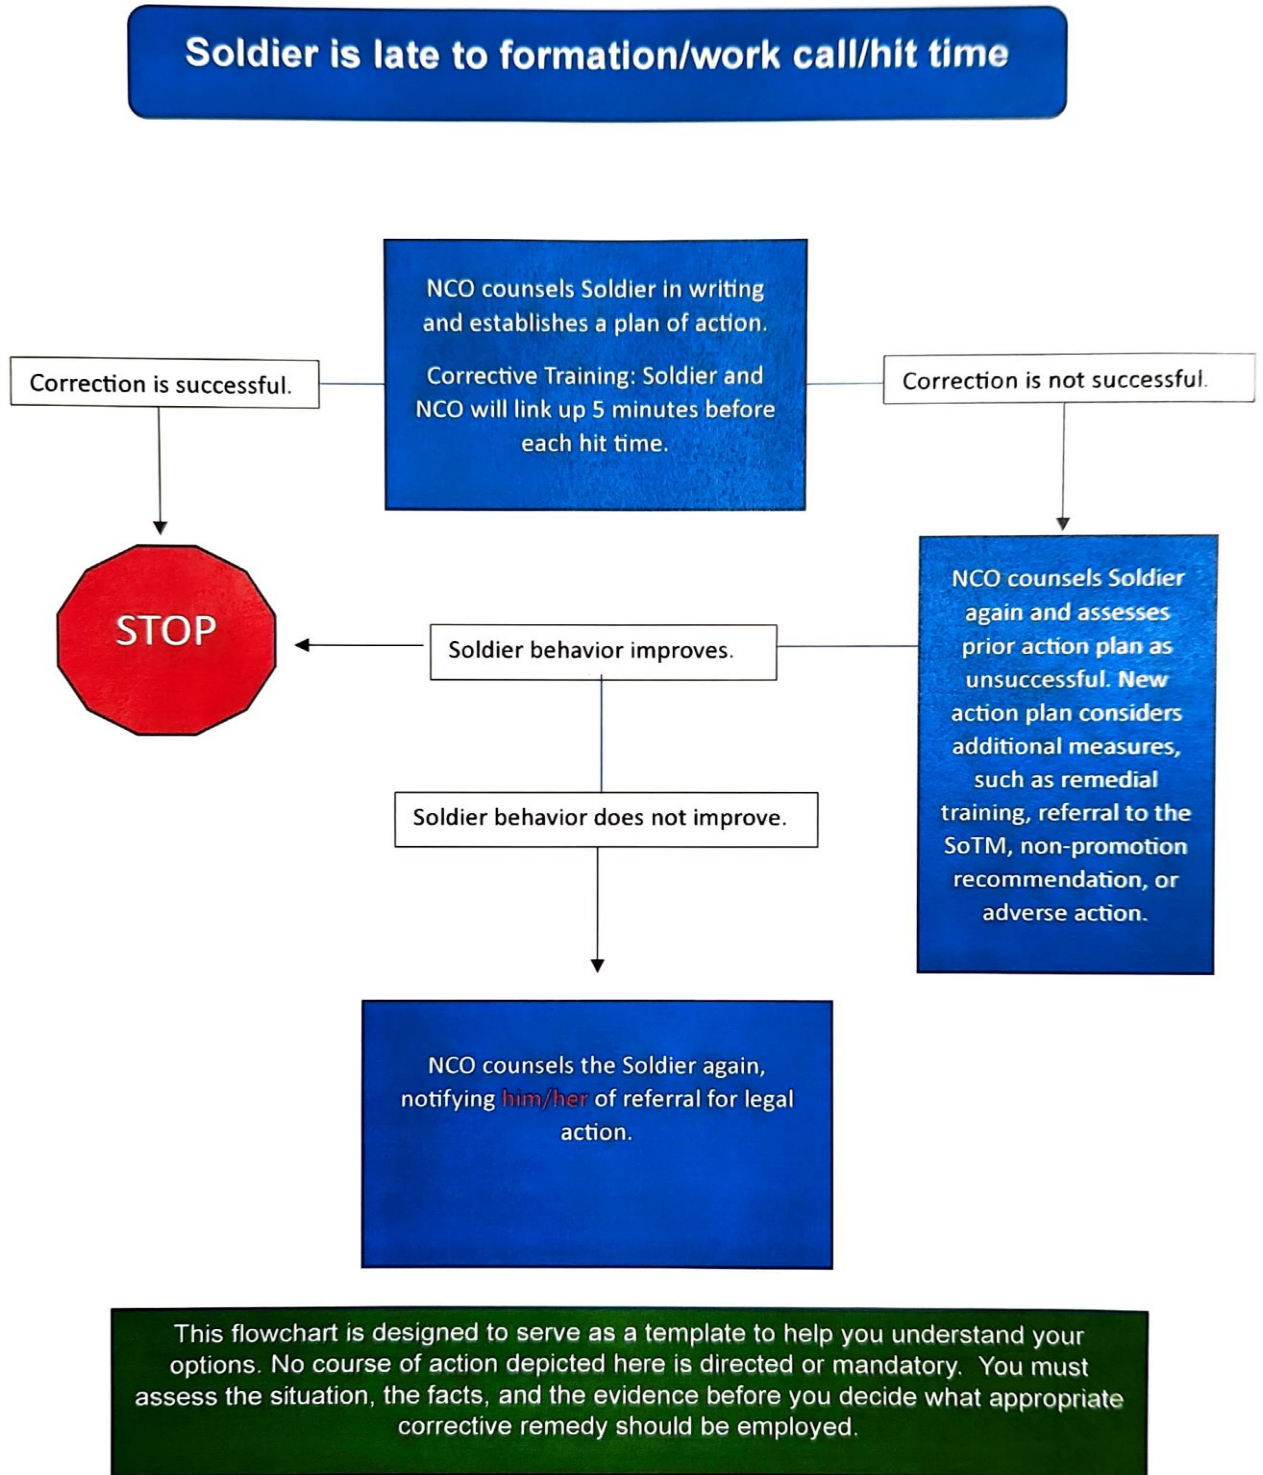 Soldier is late to formation/work call/hit time
NCO counsels Soldier in writing
and establishes a plan of action.
Corrective Training: Soldier and
NCO will link up 5 minutes before
each hit time.
Correction is successful.
Correction is not successful.
STOP
Soldier behavior improves.
NCO counsels Soldier
again and assesses
prior action plan as
unsuccessful. New
action plan considers
additional measures,
such as remedial
training, referral to the
SoTM, non-promotion
recommendation, or
adverse action.
Soldier behavior does not improve.
NCO counsels the Soldier again,
notifying him/her of referral for legal
action.
This flowchart is designed to serve as a template to help you understand your
options. No course of action depicted here is directed or mandatory. You must
assess the situation, the facts, and the evidence before you decide what appropriate
corrective remedy should be employed.